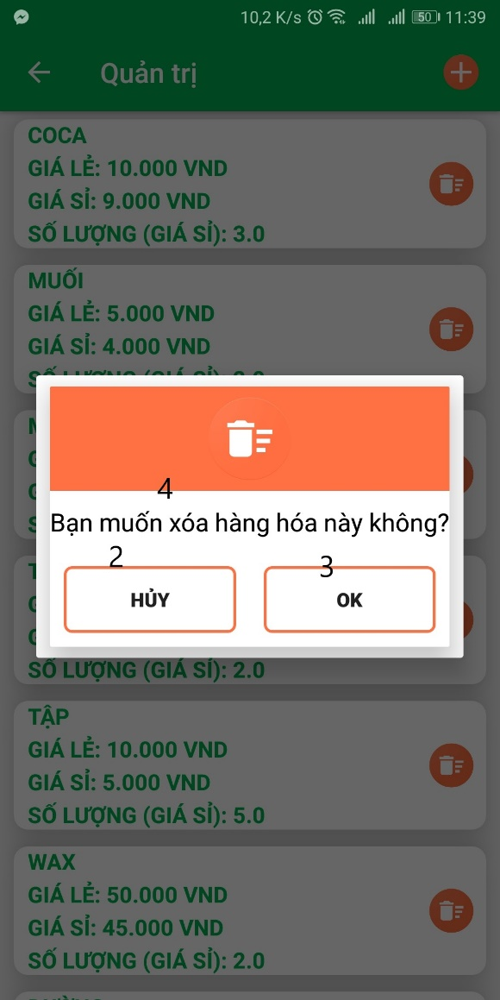 10,2 K/s 50 11:39
Quản trị
COCA
GIÁ LẺ: 10.000 VND
GIÁ SỈ: 9.000 VND
SỐ LƯỢNG (GIÁ SỈ): 3.0
MUỐI
GIÁ LẺ: 5.000 VND
GIÁ SỈ: 4.000 VND
4
Bạn muốn xóa hàng hóa này không?
2
3
HỦY
OK
SỐ LƯỢNG (GIÁ SỈ): 2.0
TẬP
GIÁ LẺ: 10.000 VND
GIÁ SỈ: 5.000 VND
SỐ LƯỢNG (GIÁ SỈ): 5.0
WAX
GIÁ LẺ: 50.000 VND
GIÁ SỈ: 45.000 VND
SỐ LƯỢNG (GIÁ SỈ): 2.0